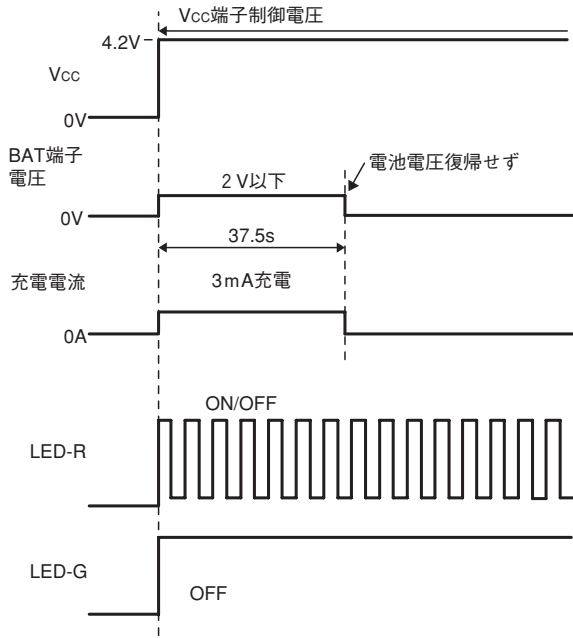 Vcc端子制御電圧
4.2V
Vcc
0V
BAT端子
電圧
2 V以下
電池電圧復帰せず
0V
37.5s
充電電流
3mA充電
0A
ON/OFF
LED-R
LED-G
OFF